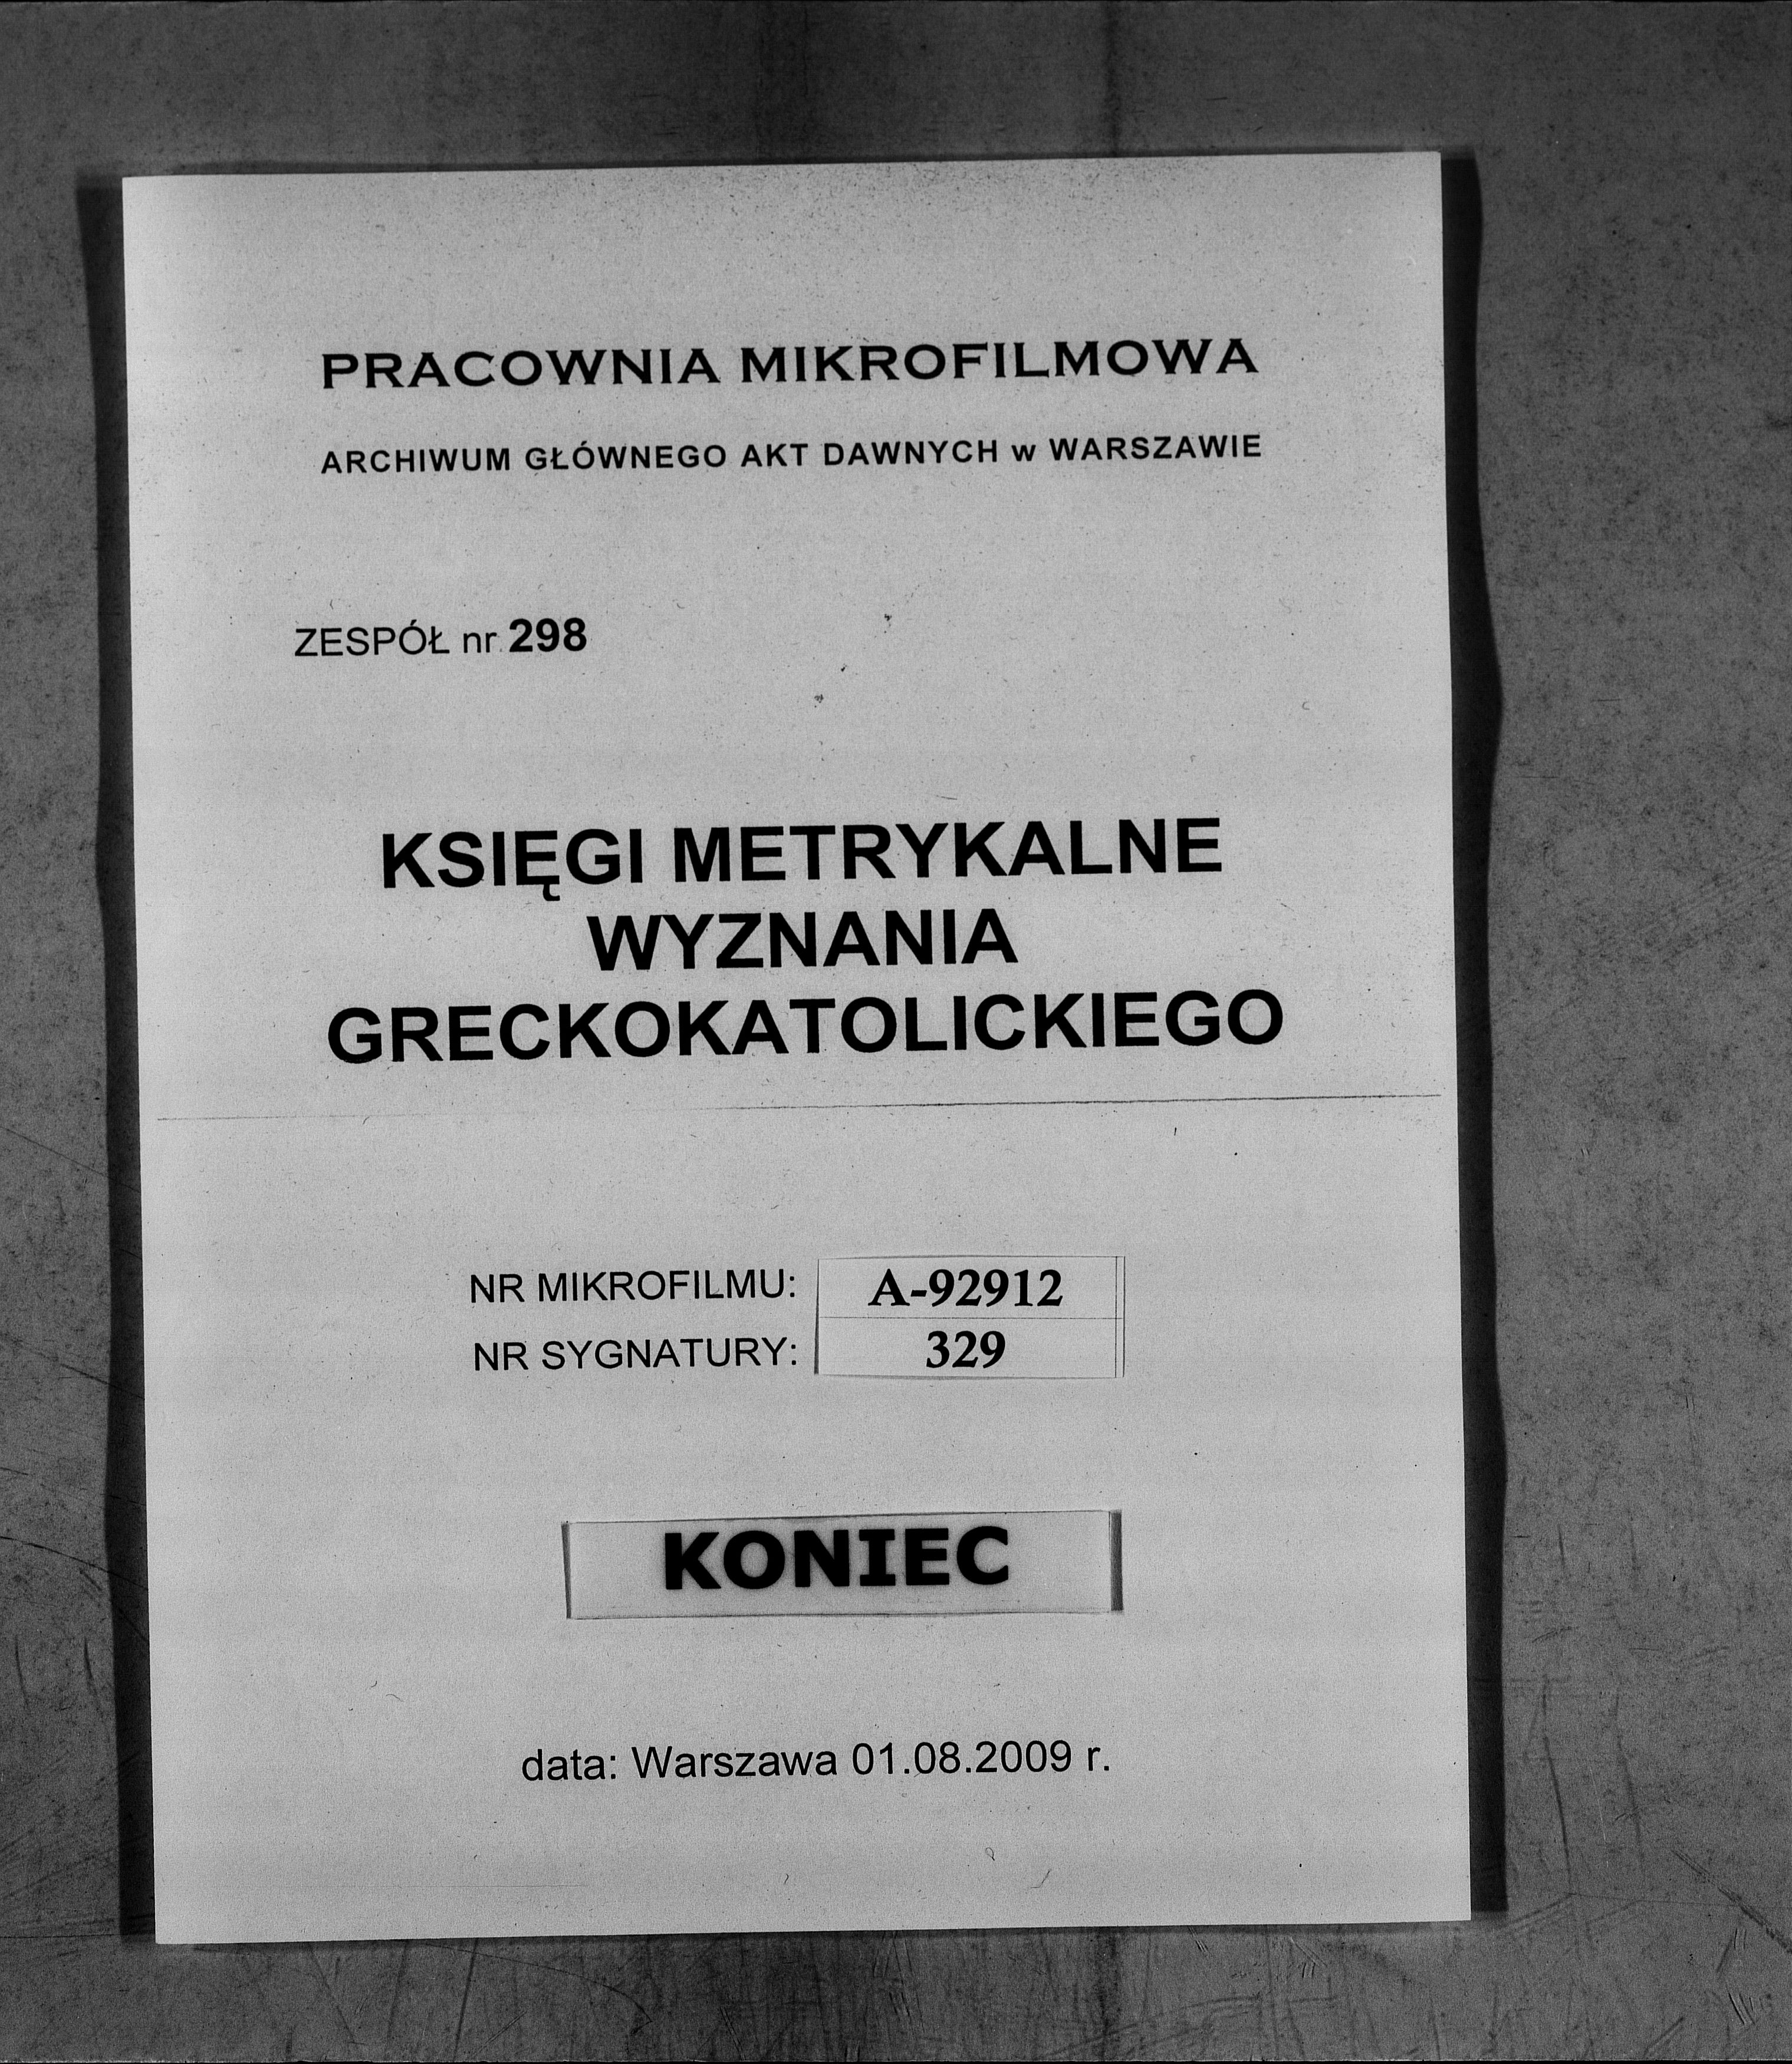 PRACOWNIA MIKROFILMOWA
ARCHIWUM GŁÓWNEGO AKT DAWNYCH w WARSZAWIE
ZESPÓŁ nr 298
KSIĘGI METRYKALNE
WYZNANIA
GRECKOKATOLICKIEGO
NR MIKROFILMU: A-92912
NR SYGNATURY: 329
KONIEC
data: Warszawa 01.08.2009 r.